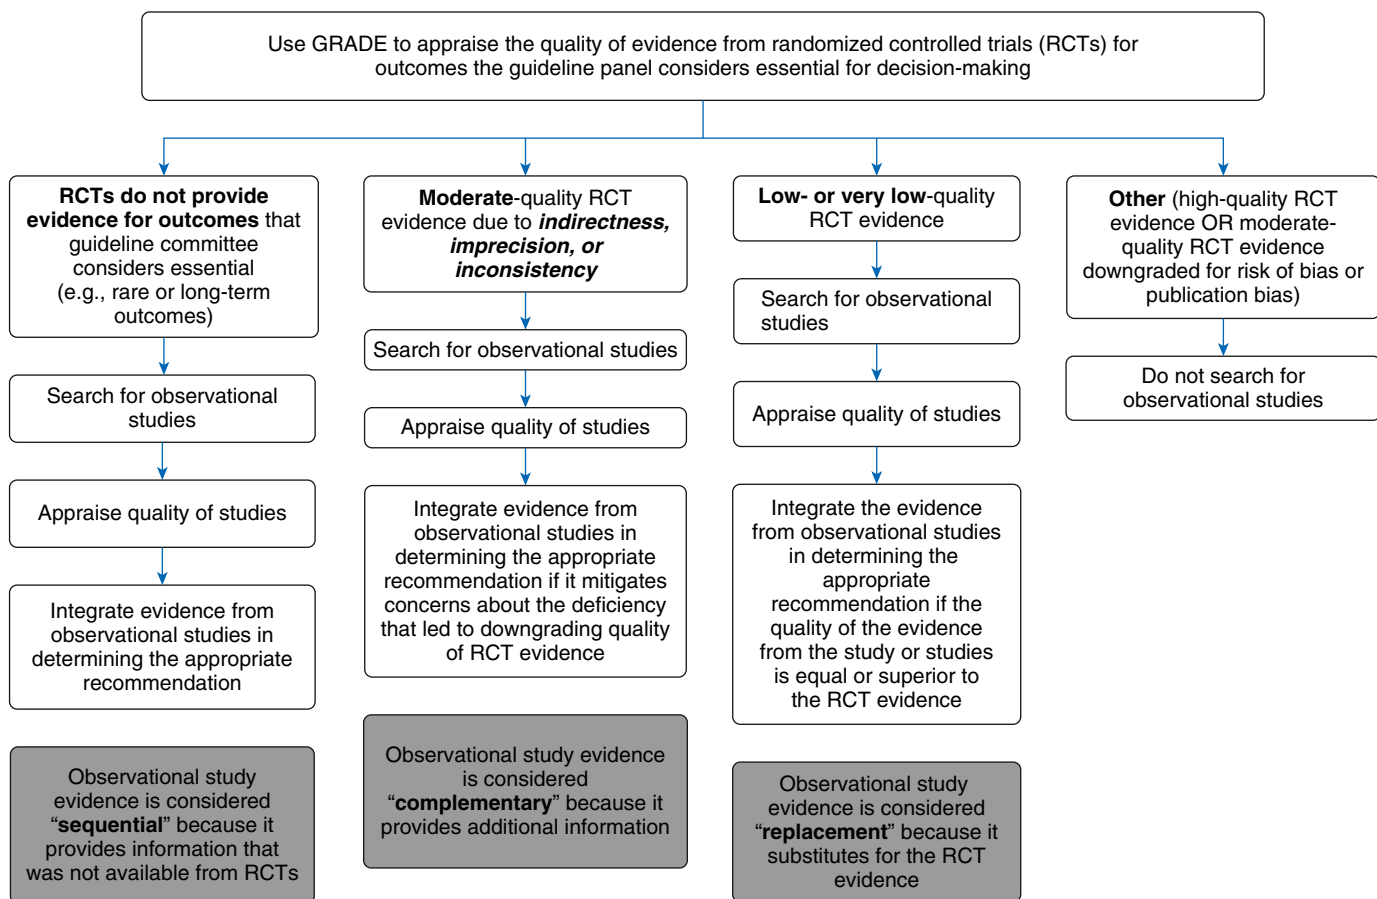 Use GRADE to appraise the quality of evidence from randomized controlled trials (RCTs) for
outcomes the guideline panel considers essential for decision-making
RCTs do not provide
evidence for outcomes that
guideline committee
considers essential
(e.g., rare or long-term
outcomes)
Search for observational
studies
Appraise quality of studies
Integrate evidence from
observational studies in
determining the appropriate
recommendation
Observational study
evidence is considered
“sequential” because it
provides information that
was not available from RCTs
Moderate-quality RCT
evidence due to indirectness,
imprecision, or
inconsistency
Search for observational studies
Appraise quality of studies
Integrate evidence from
observational studies in
determining the appropriate
recommendation if it mitigates
concerns about the deficiency
that led to downgrading quality
of RCT evidence
Observational study evidence
is considered
“complementary” because it
provides additional information
Low- or very low-quality
RCT evidence
Search for observational
studies
Appraise quality of studies
Integrate the evidence
from observational studies
in determining the
appropriate
recommendation if the
quality of the evidence
from the study or studies
is equal or superior to
the RCT evidence
Observational study
evidence is considered
“replacement” because it
substitutes for the RCT
evidence
Other (high-quality RCT
evidence OR moderate-
quality RCT evidence
downgraded for risk of bias or
publication bias)
Do not search for
observational studies